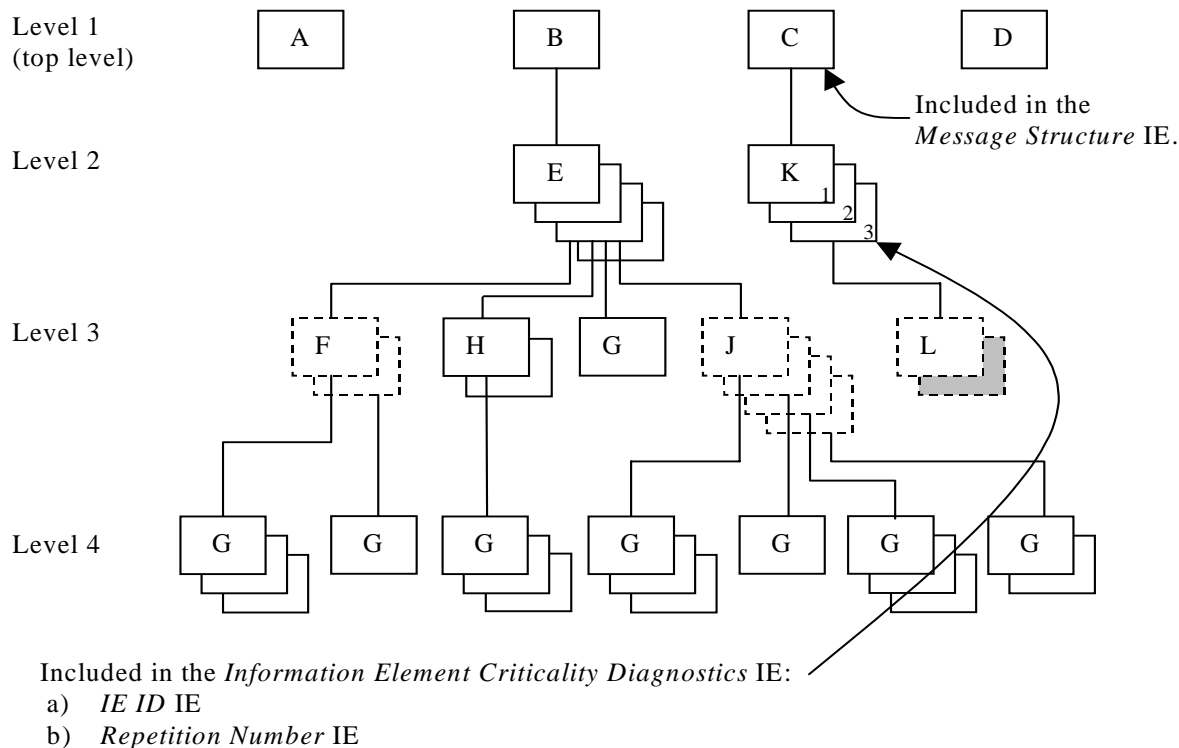 Level 1
(top level)
A B C D
Included in the
Message Structure IE.
Level 2
E K
1
2
3
Level 3
F H G J L
Level 4
G G G G G G G
Included in the Information Element Criticality Diagnostics IE:
a) IE ID IE
b) Repetition Number IE